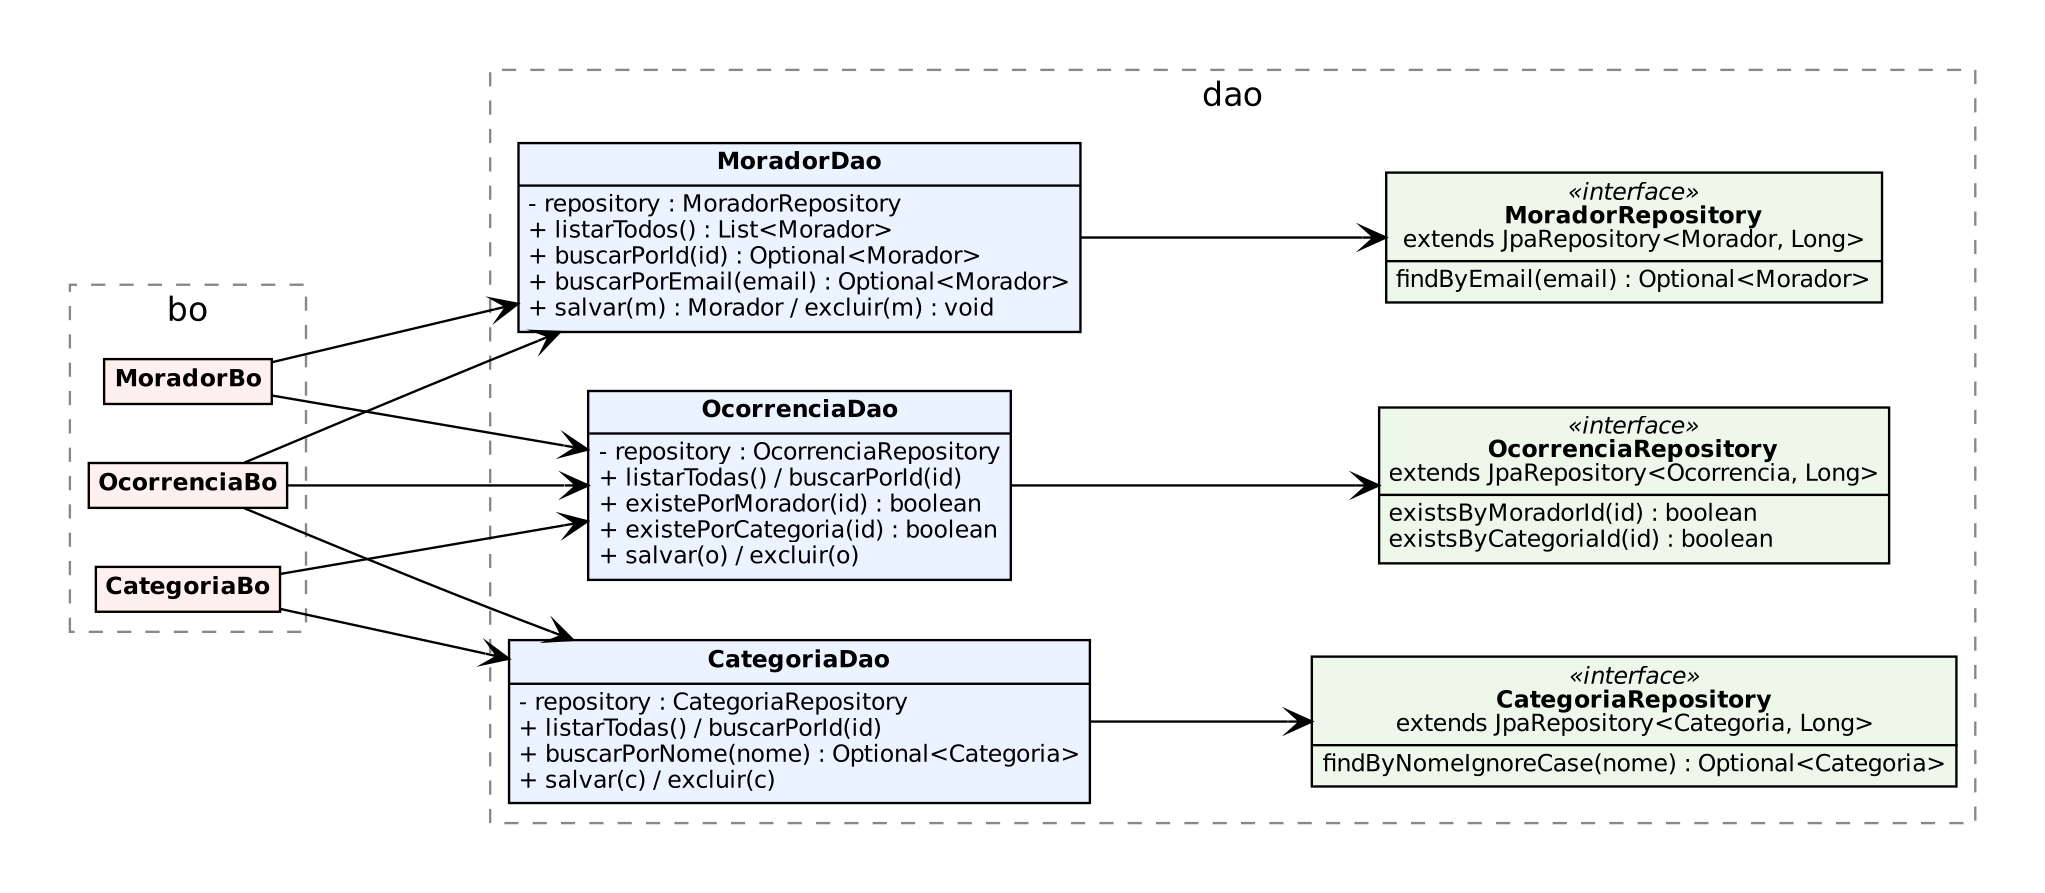 dao
MoradorDao
- repository : MoradorRepository
+ listarTodos() : List<Morador>
+ buscarPorId(id) : Optional<Morador>
+ buscarPorEmail(email) : Optional<Morador>
+ salvar(m) : Morador / excluir(m) : void
«interface»
MoradorRepository
extends JpaRepository<Morador, Long>
findByEmail(email) : Optional<Morador>
bo
MoradorBo
OcorrenciaBo
CategoriaBo
OcorrenciaDao
- repository : OcorrenciaRepository
+ listarTodas() / buscarPorId(id)
+ existePorMorador(id) : boolean
+ existePorCategoria(id) : boolean
+ salvar(o) / excluir(o)
«interface»
OcorrenciaRepository
extends JpaRepository<Ocorrencia, Long>
existsByMoradorId(id) : boolean
existsByCategoriaId(id) : boolean
CategoriaDao
- repository : CategoriaRepository
+ listarTodas() / buscarPorId(id)
+ buscarPorNome(nome) : Optional<Categoria>
+ salvar(c) / excluir(c)
«interface»
CategoriaRepository
extends JpaRepository<Categoria, Long>
findByNomeIgnoreCase(nome) : Optional<Categoria>